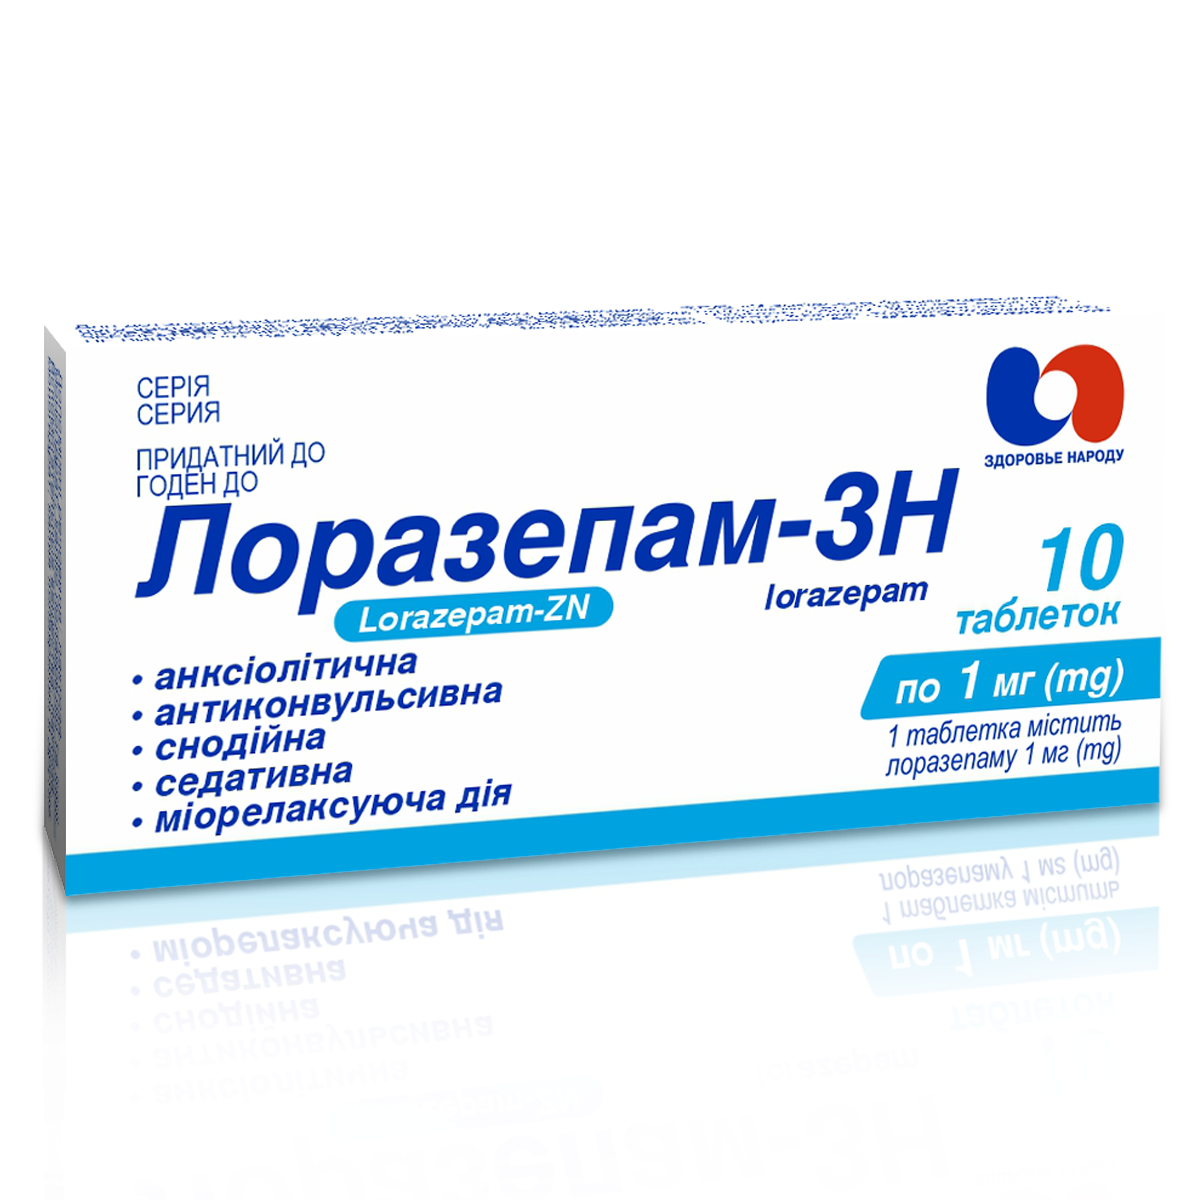 СЕРІЯ
СЕРИЯ
ПРИДАТНИЙ ДО
ГОДЕН ДО
ЗДОРОВЬЕ НАРОДУ
Лоразепам-ЗН
Lorazepam-ZN
lorazepam
10
таблеток
по 1 мг (mg)
1 таблетка містить
лоразепаму 1 мг (mg)
• анксіолітична
• антиконвульсивна
• снодійна
• седативна
• міорелаксуюча дія